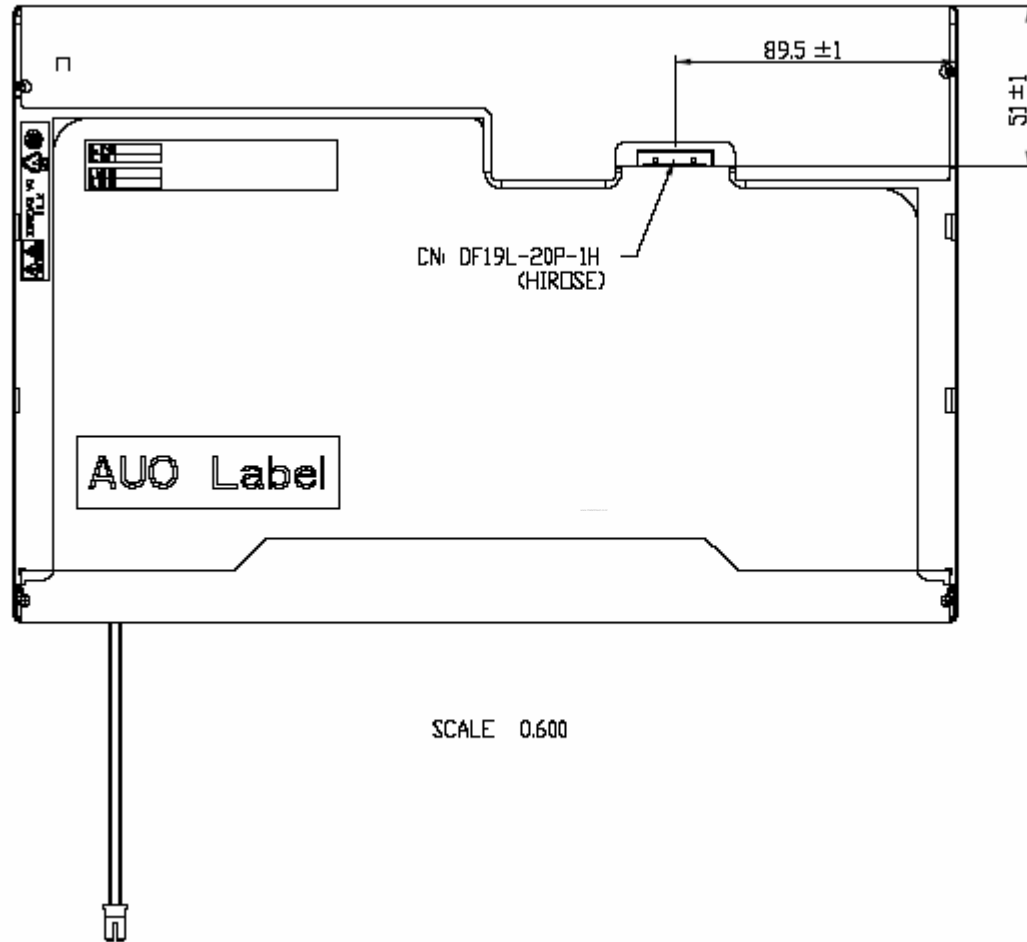 89.5 ±1
51 ±1
CN: DF19L-20P-1H
(HIROSE)
AUO Label
SCALE 0.600